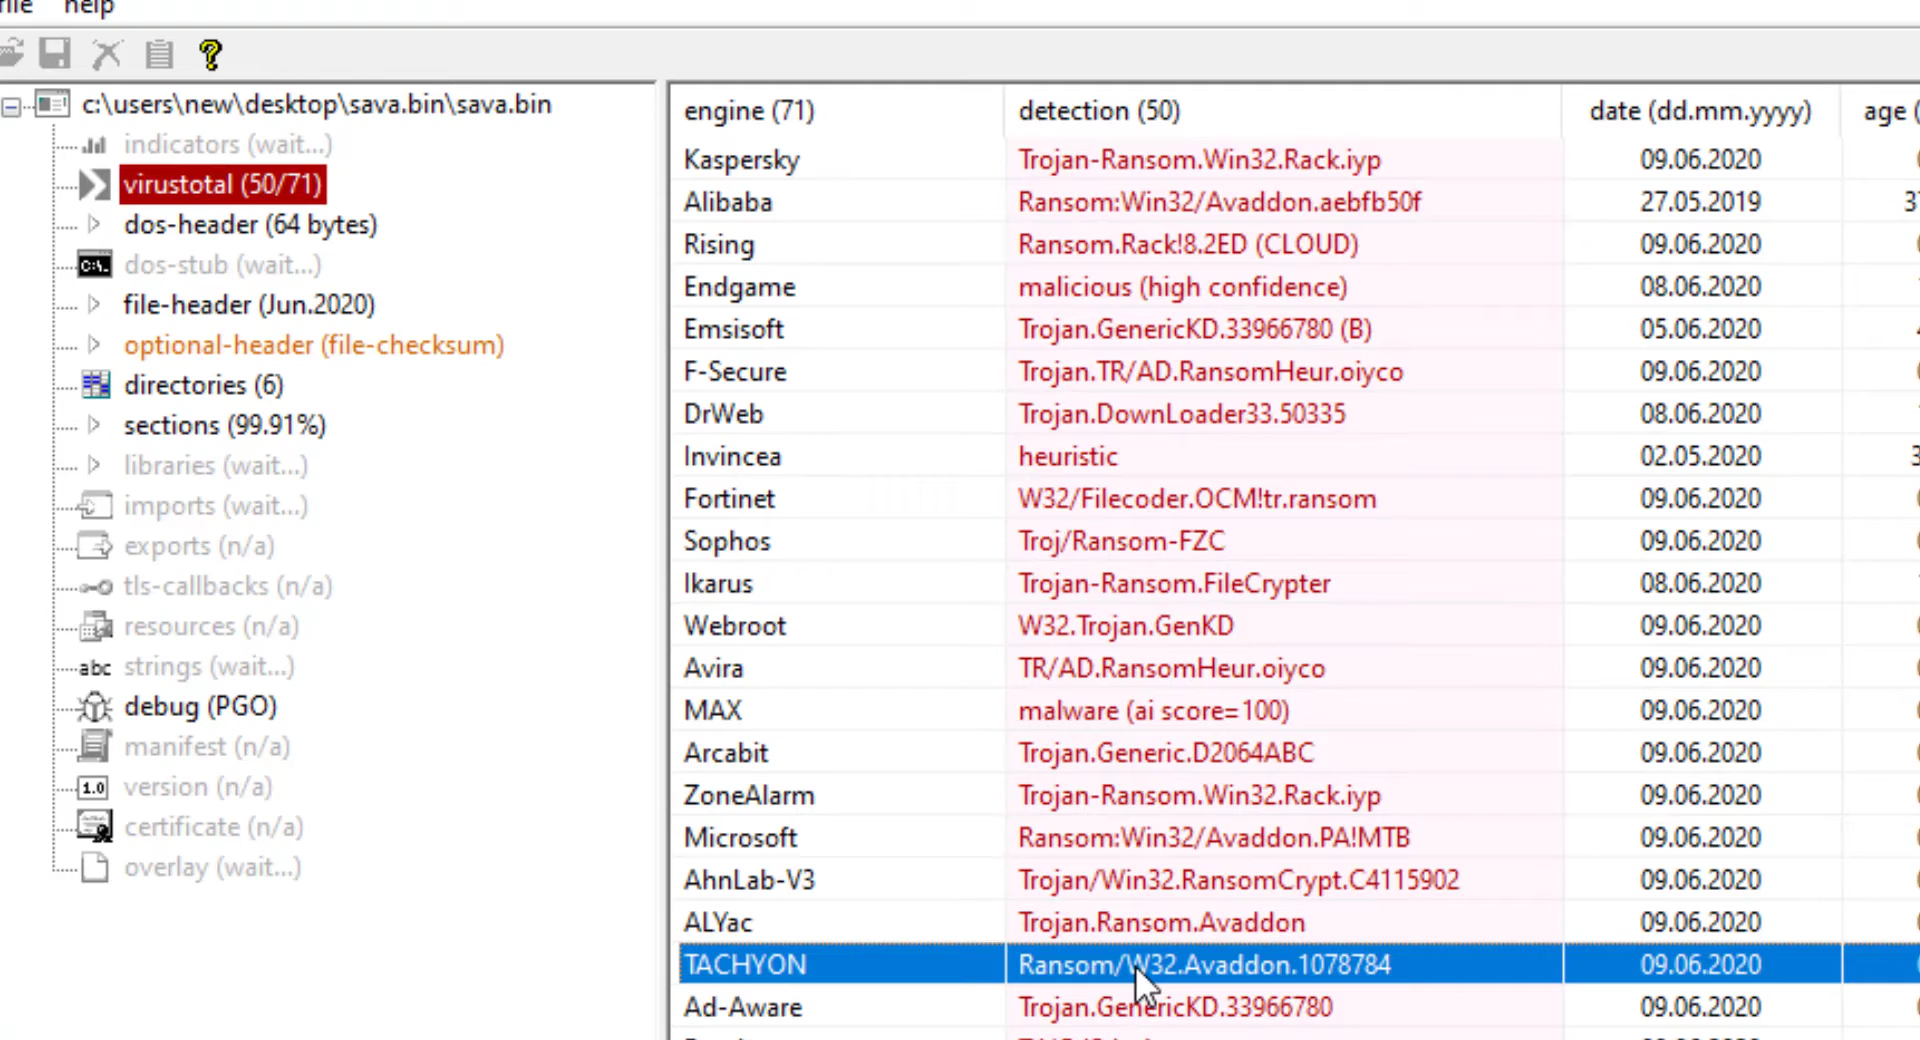 file help
c:\users\new\desktop\sava.bin\sava.bin
indicators (wait...)
virustotal (50/71)
dos-header (64 bytes)
dos-stub (wait...)
file-header (Jun.2020)
optional-header (file-checksum)
directories (6)
sections (99.91%)
libraries (wait...)
imports (wait...)
exports (n/a)
tls-callbacks (n/a)
resources (n/a)
abc strings (wait...)
debug (PGO)
manifest (n/a)
1.0 version (n/a)
certificate (n/a)
overlay (wait...)
engine (71) detection (50) date (dd.mm.yyyy) age (
Kaspersky Trojan-Ransom.Win32.Rack.iyp 09.06.2020
Alibaba Ransom:Win32/Avaddon.aebfb50f 27.05.2019
Rising Ransom.Rack!8.2ED (CLOUD) 09.06.2020
Endgame malicious (high confidence) 08.06.2020
Emsisoft Trojan.GenericKD.33966780 (B) 05.06.2020
F-Secure Trojan.TR/AD.RansomHeur.oiyco 09.06.2020
DrWeb Trojan.DownLoader33.50335 08.06.2020
Invincea heuristic 02.05.2020
Fortinet W32/Filecoder.OCM!tr.ransom 09.06.2020
Sophos Troj/Ransom-FZC 09.06.2020
Ikarus Trojan-Ransom.FileCrypter 08.06.2020
Webroot W32.Trojan.GenKD 09.06.2020
Avira TR/AD.RansomHeur.oiyco 09.06.2020
MAX malware (ai score=100) 09.06.2020
Arcabit Trojan.Generic.D2064ABC 09.06.2020
ZoneAlarm Trojan-Ransom.Win32.Rack.iyp 09.06.2020
Microsoft Ransom:Win32/Avaddon.PA!MTB 09.06.2020
AhnLab-V3 Trojan/Win32.RansomCrypt.C4115902 09.06.2020
ALYac Trojan.Ransom.Avaddon 09.06.2020
TACHYON Ransom/W32.Avaddon.1078784 09.06.2020
Ad-Aware Trojan.GenericKD.33966780 09.06.2020